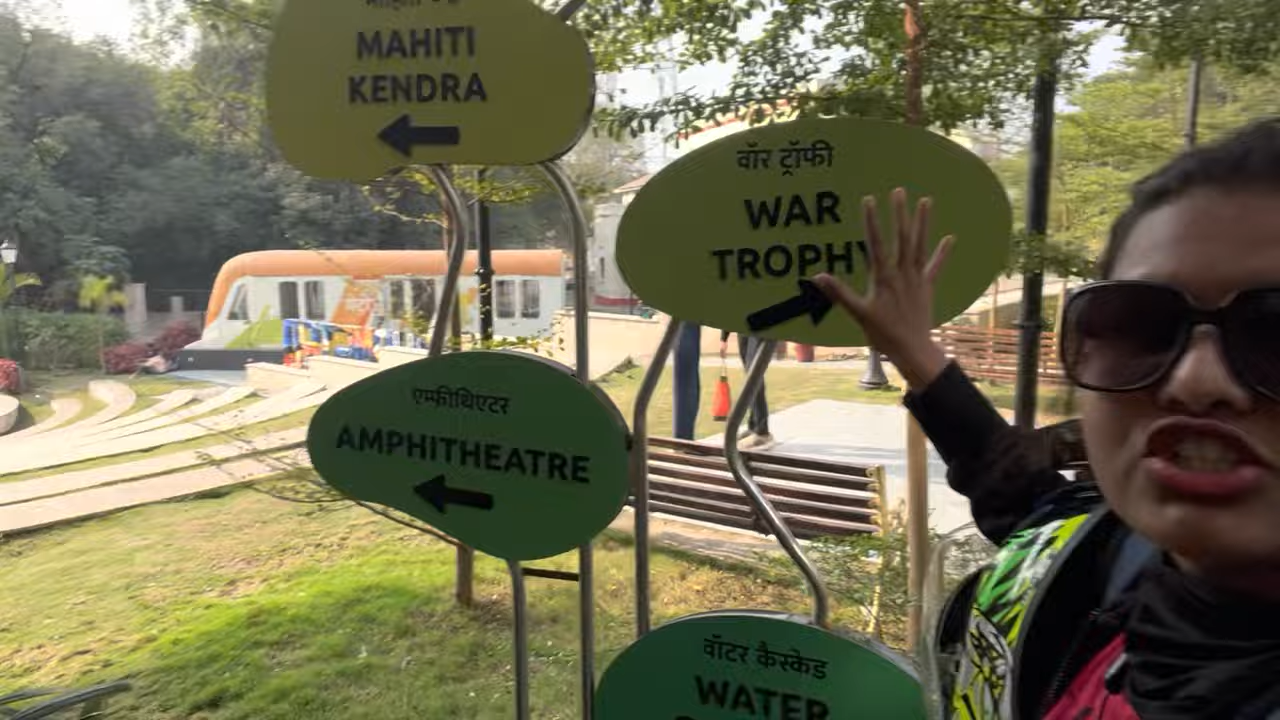 MAHITI
KENDRA
वॉर ट्रॉफी
WAR
TROPHY
एम्फीथिएटर
AMPHITHEATRE
वॉटर कैस्केड
WATER